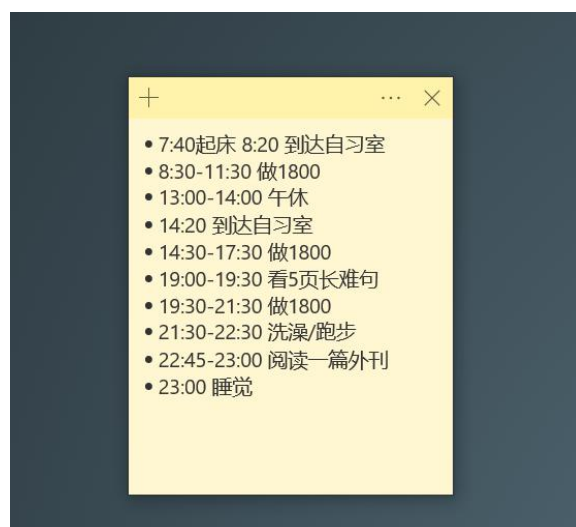 • 7:40起床 8:20 到达自习室
• 8:30-11:30 做1800
• 13:00-14:00 午休
• 14:20 到达自习室
• 14:30-17:30 做1800
• 19:00-19:30 看5页长难句
• 19:30-21:30 做1800
• 21:30-22:30 洗澡/跑步
• 22:45-23:00 阅读一篇外刊
• 23:00 睡觉